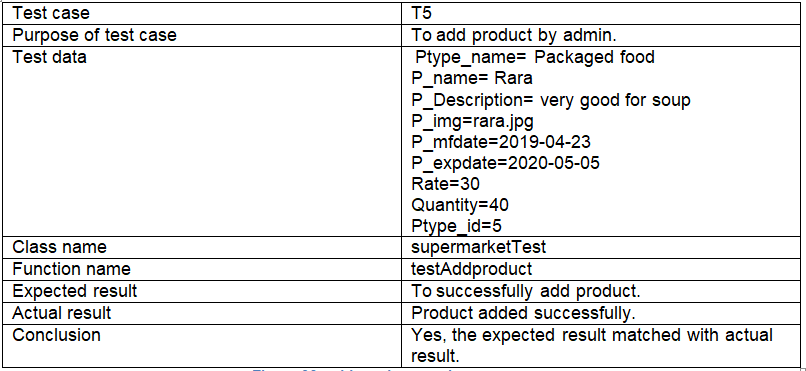 Test case T5
Purpose of test case To add product by admin.
Test data Ptype_name= Packaged food
P_name= Rara
P_Description= very good for soup
P_img=rara.jpg
P_mfdate=2019-04-23
P_expdate=2020-05-05
Rate=30
Quantity=40
Ptype_id=5
Class name supermarketTest
Function name testAddproduct
Expected result To successfully add product.
Actual result Product added successfully.
Conclusion Yes, the expected result matched with actual
result.